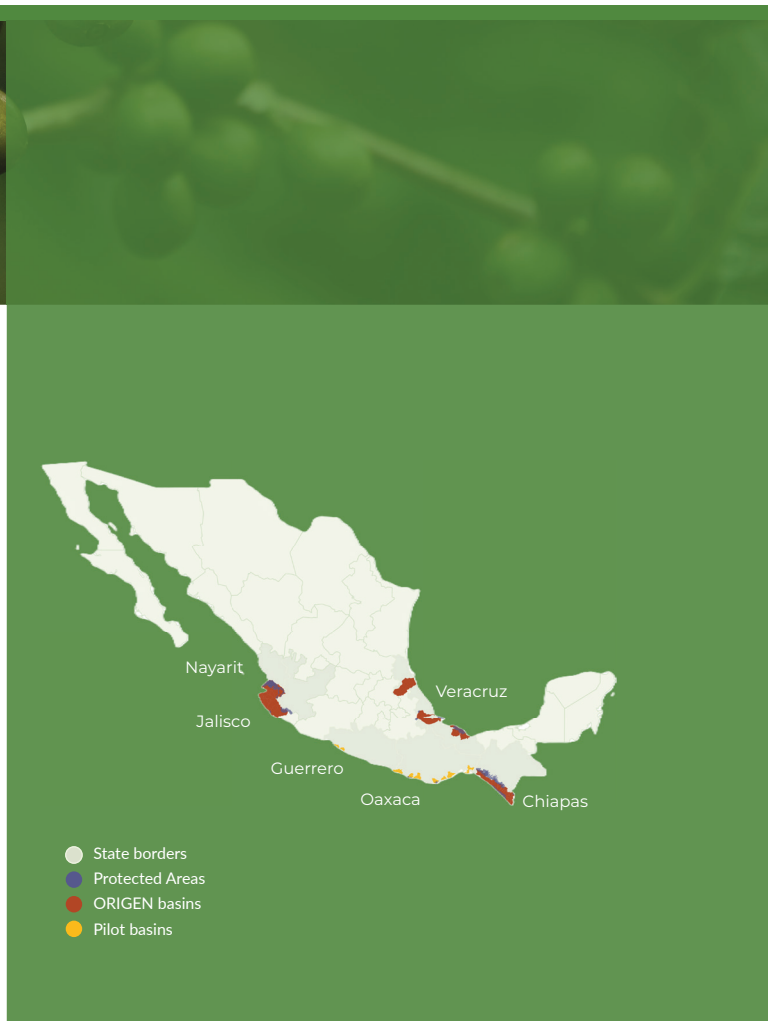 Nayarit
Veracruz
Jalisco
Guerrero
Oaxaca
Chiapas
State borders
Protected Areas
ORIGEN basins
Pilot basins